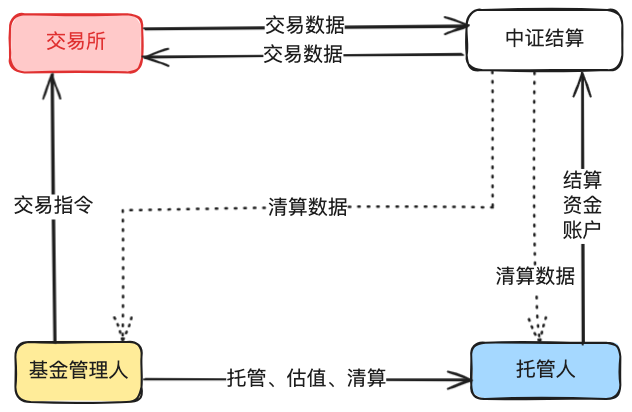 交易所
交易数据
交易数据
中证结算
交易指令
清算数据
结算
资金
账户
清算数据
基金管理人
托管、估值、清算
托管人